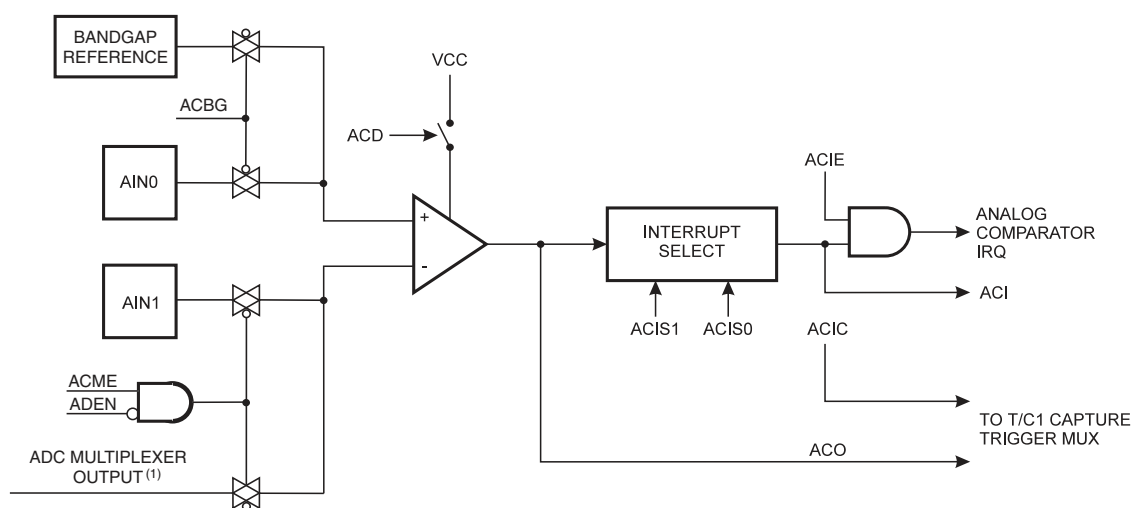 BANDGAP
REFERENCE
ACBG
AIN0
VCC
ACD
+
-
AIN1
ACME
ADEN
ADC MULTIPLEXER
OUTPUT (1)
INTERRUPT
SELECT
ACIS1 ACIS0
ACIE
ANALOG
COMPARATOR
IRQ
ACI
ACIC
TO T/C1 CAPTURE
TRIGGER MUX
ACO